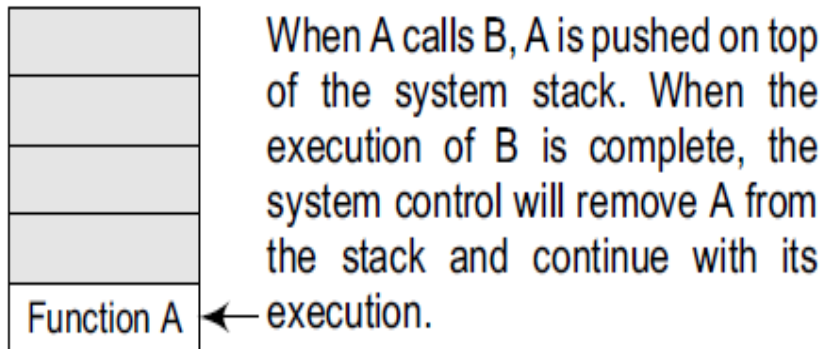 When A calls B, A is pushed on top
of the system stack. When the
execution of B is complete, the
system control will remove A from
the stack and continue with its
execution.
Function A